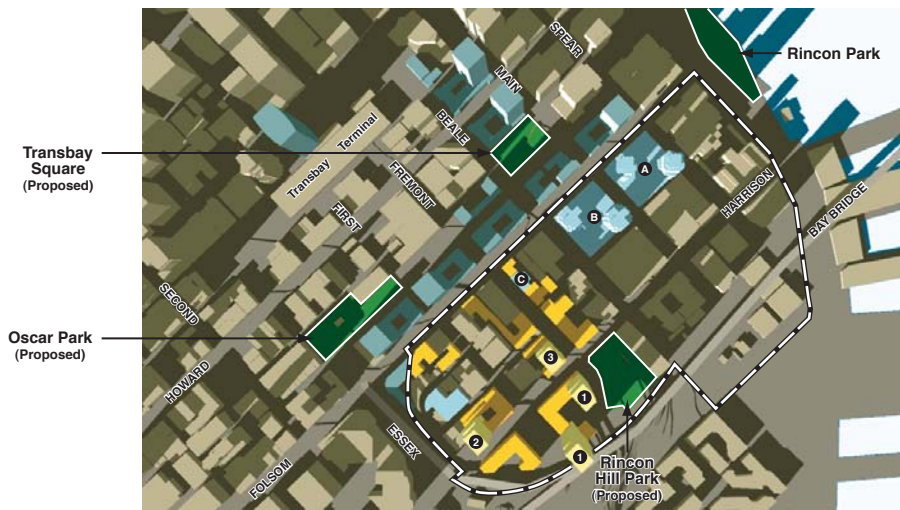 SPEAR
Rincon Park
MAIN
BEALE
Transbay Terminal
Transbay
Square
(Proposed)
FREMONT
A
HARRISON
FIRST
B
BAY BRIDGE
C
SECOND
Oscar Park
(Proposed)
3
HOWARD
1
ESSEX
2
1
Rincon
Hill Park
(Proposed)
FOLSOM